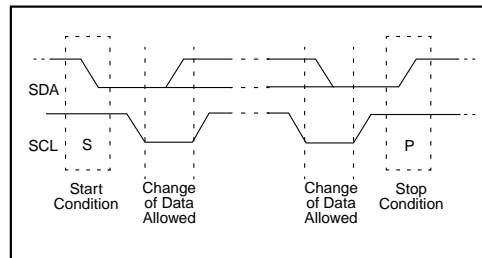 SDA
SCL
S
P
Start
Condition
Change
of Data
Allowed
Change
of Data
Allowed
Stop
Condition